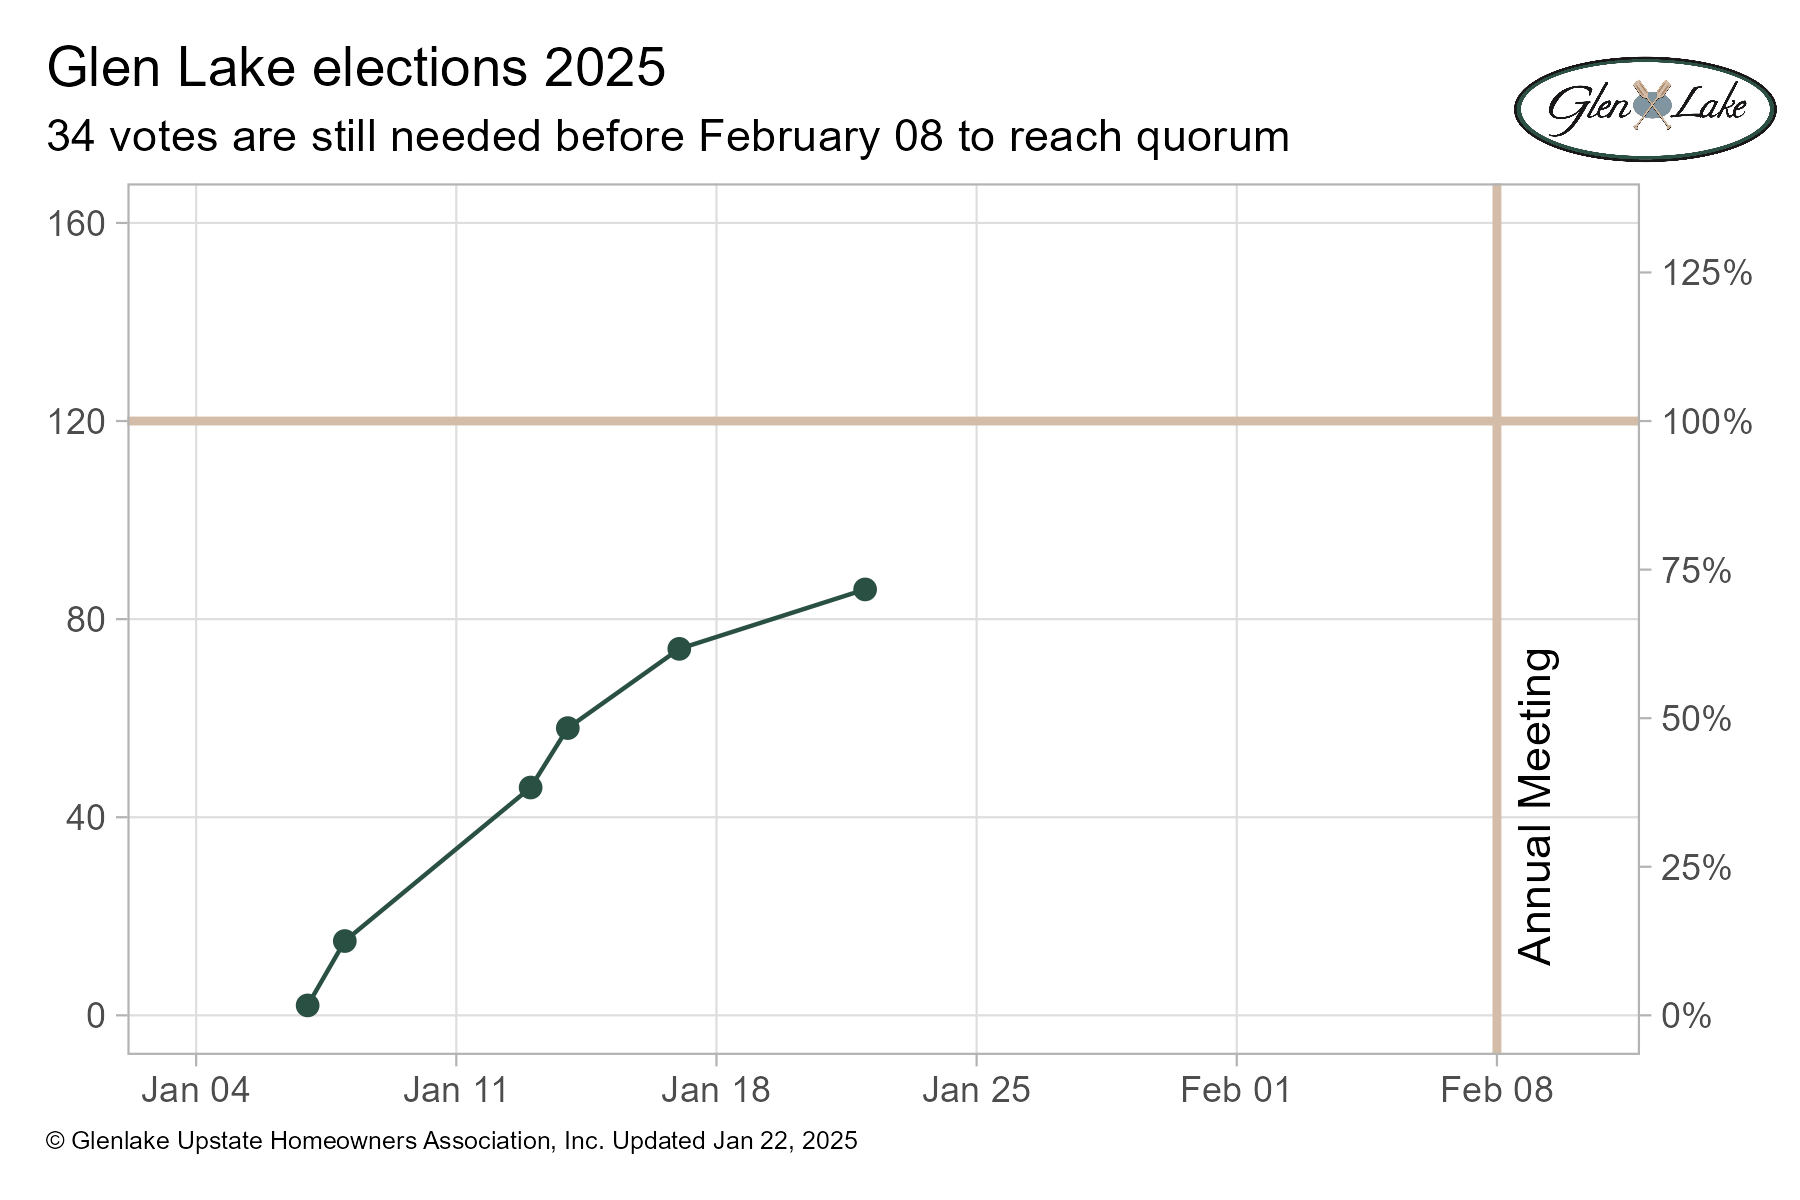 Glen Lake elections 2025
34 votes are still needed before February 08 to reach quorum
Glen Lake
160
120
80
40
0
125%
100%
75%
50%
25%
0%
Annual Meeting
Jan 04
Jan 11
Jan 18
Jan 25
Feb 01
Feb 08
© Glenlake Upstate Homeowners Association, Inc. Updated Jan 22, 2025